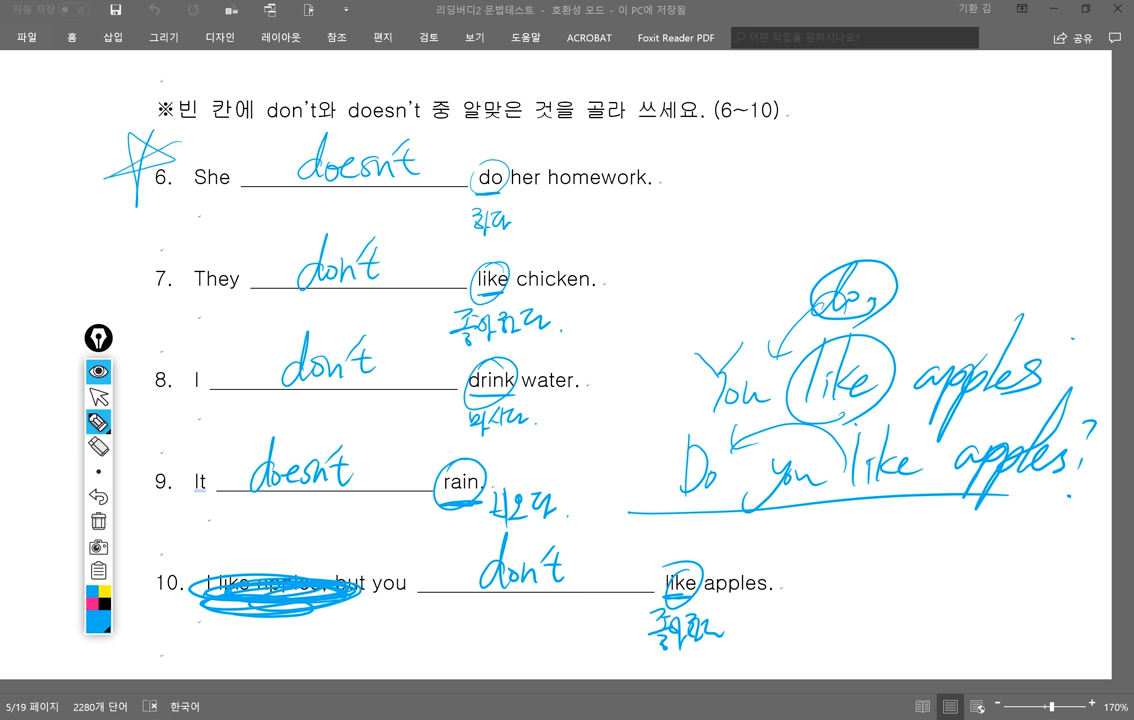 자동 저장 리딩버디2 문법테스트 - 호환성 모드 - 이 PC에 저장됨 기환 김
파일 홈 삽입 그리기 디자인 레이아웃 참조 편지 검토 보기 도움말 ACROBAT Foxit Reader PDF 어떤 작업을 원하시나요? 공유
※빈 칸에 don't와 doesn't 중 알맞은 것을 골라 쓰세요. (6~10)
6. She doesn't do her homework.
하다
7. They don't like chicken.
좋아한다.
do,
You like apples
8. I don't drink water.
마시다.
Do you like apples?
9. It doesn't rain.
비오다.
10. I like apples, but you don't like apples.
좋아한다
5/19 페이지 2280개 단어 한국어 170%